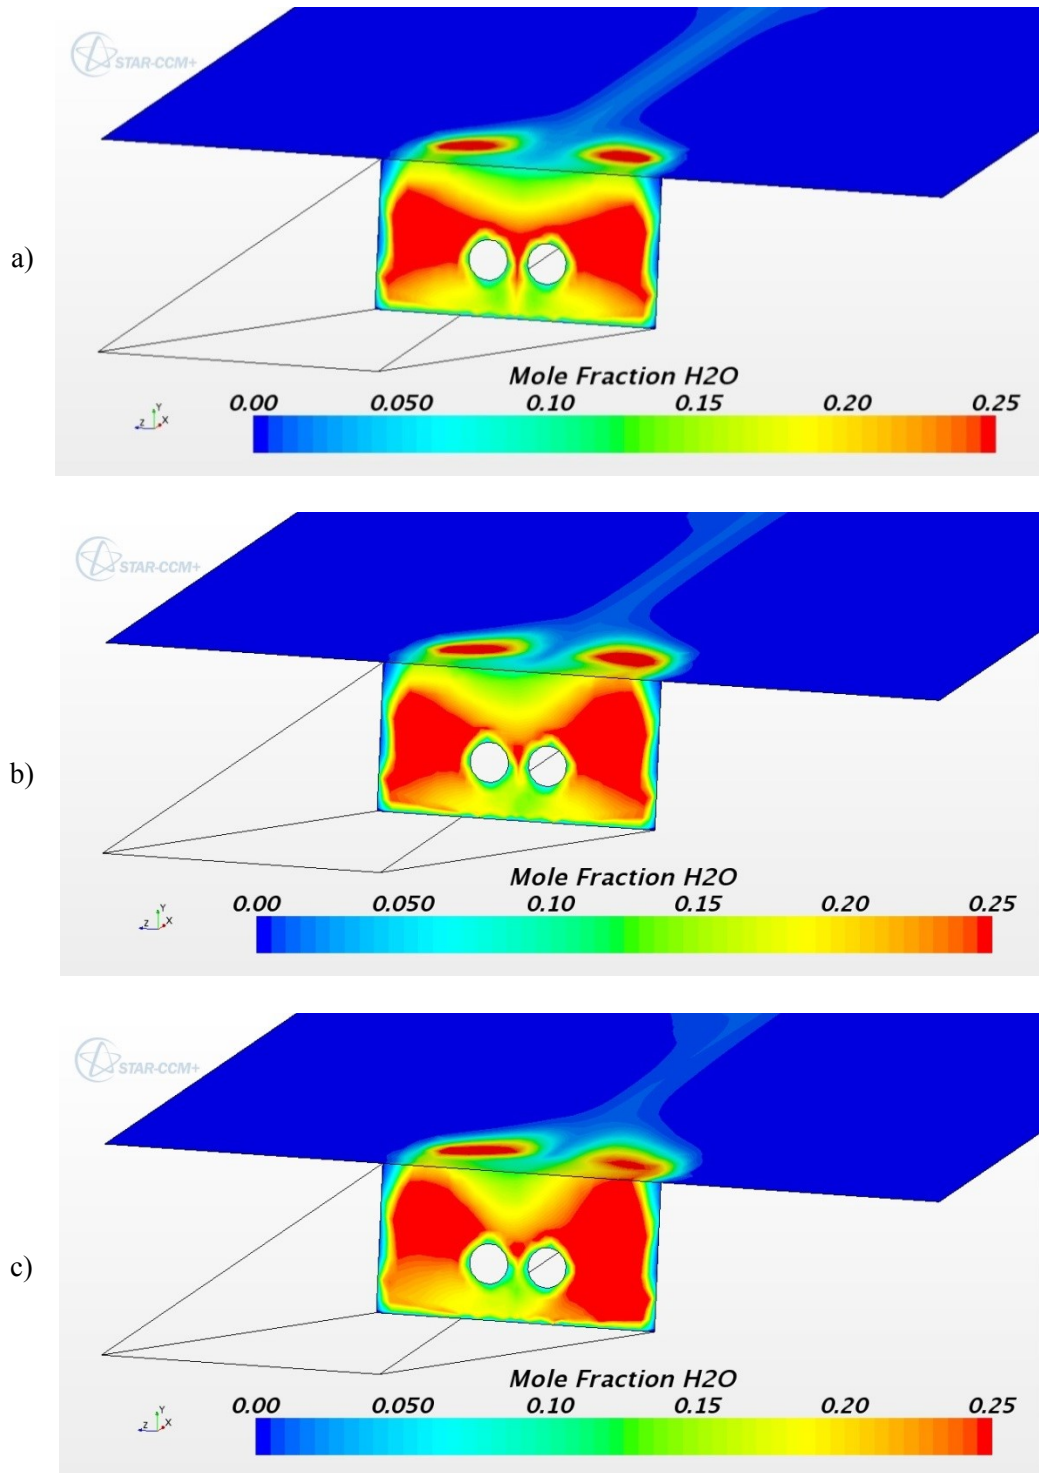 STAR-CCM+
a)
Mole Fraction H2O
0.00 0.050 0.10 0.15 0.20 0.25
Y
Z X
STAR-CCM+
b)
Mole Fraction H2O
0.00 0.050 0.10 0.15 0.20 0.25
Y
Z X
STAR-CCM+
c)
Mole Fraction H2O
0.00 0.050 0.10 0.15 0.20 0.25
Y
Z X